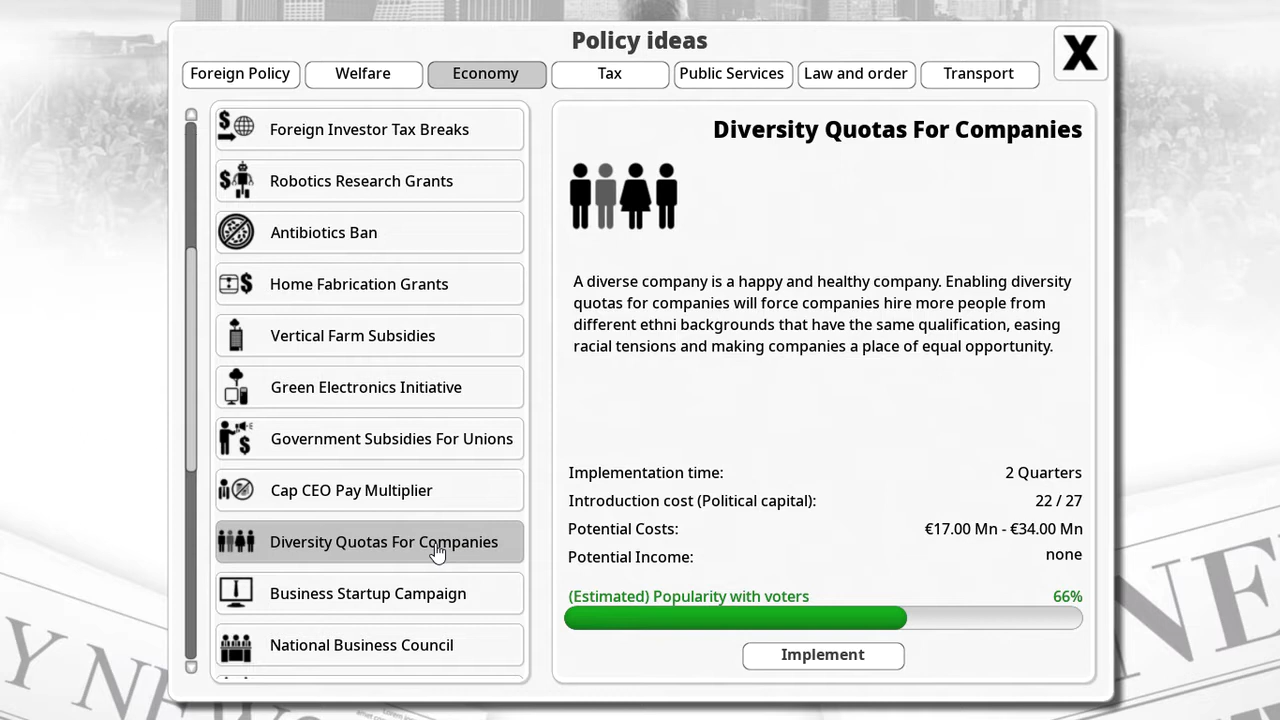 Policy ideas
X
Foreign Policy
Welfare
Economy
Tax
Public Services
Law and order
Transport
Foreign Investor Tax Breaks
Robotics Research Grants
Antibiotics Ban
Home Fabrication Grants
Vertical Farm Subsidies
Green Electronics Initiative
Government Subsidies For Unions
Cap CEO Pay Multiplier
Diversity Quotas For Companies
Business Startup Campaign
National Business Council
Diversity Quotas For Companies
A diverse company is a happy and healthy company. Enabling diversity
quotas for companies will force companies hire more people from
different ethni backgrounds that have the same qualification, easing
racial tensions and making companies a place of equal opportunity.
Implementation time: 2 Quarters
Introduction cost (Political capital): 22 / 27
Potential Costs: €17.00 Mn - €34.00 Mn
Potential Income: none
(Estimated) Popularity with voters 66%
Implement